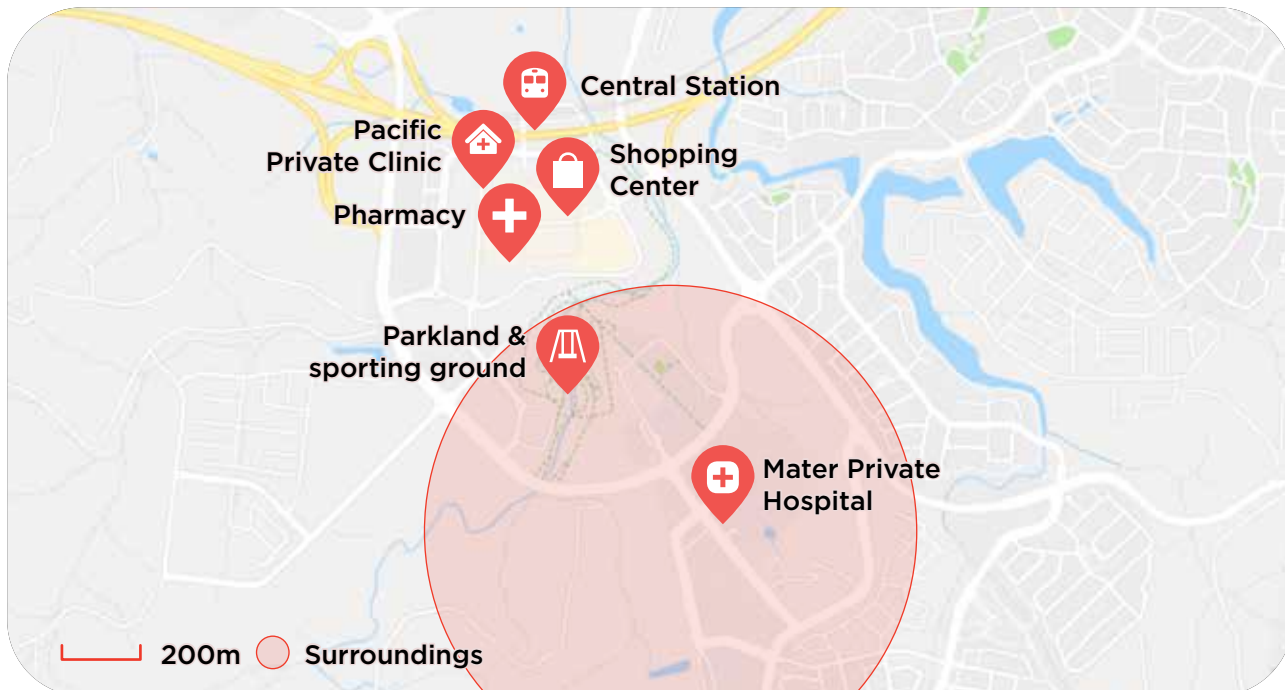 Central Station
Pacific
Private Clinic
Shopping
Center
Pharmacy
Parkland &
sporting ground
Mater Private
Hospital
200m
Surroundings